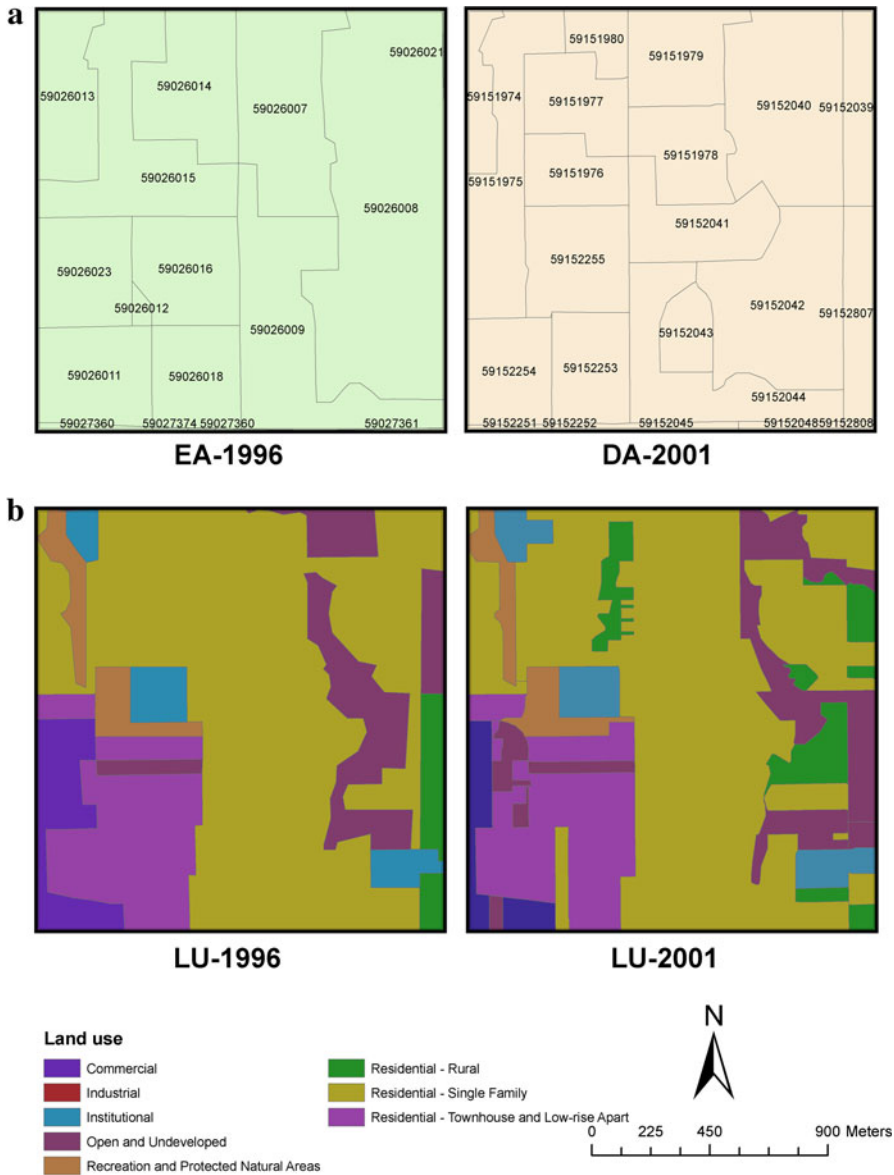 a
59026021
59026013
59026014
59026007
59026015
59026008
59026023
59026016
59026012
59026009
59026011
59026018
59027360
59027374
59027360
59027361
EA-1996
59151980
59151979
59151974
59151977
59152040
59152039
59151978
59151975
59151976
59152041
59152255
59152042
59152807
59152043
59152254
59152253
59152044
59152251
59152252
59152045
59152048
59152808
DA-2001
b
LU-1996
LU-2001
Land use
Commercial
Industrial
Institutional
Open and Undeveloped
Recreation and Protected Natural Areas
Residential - Rural
Residential - Single Family
Residential - Townhouse and Low-rise Apart
N
0 225 450 900 Meters